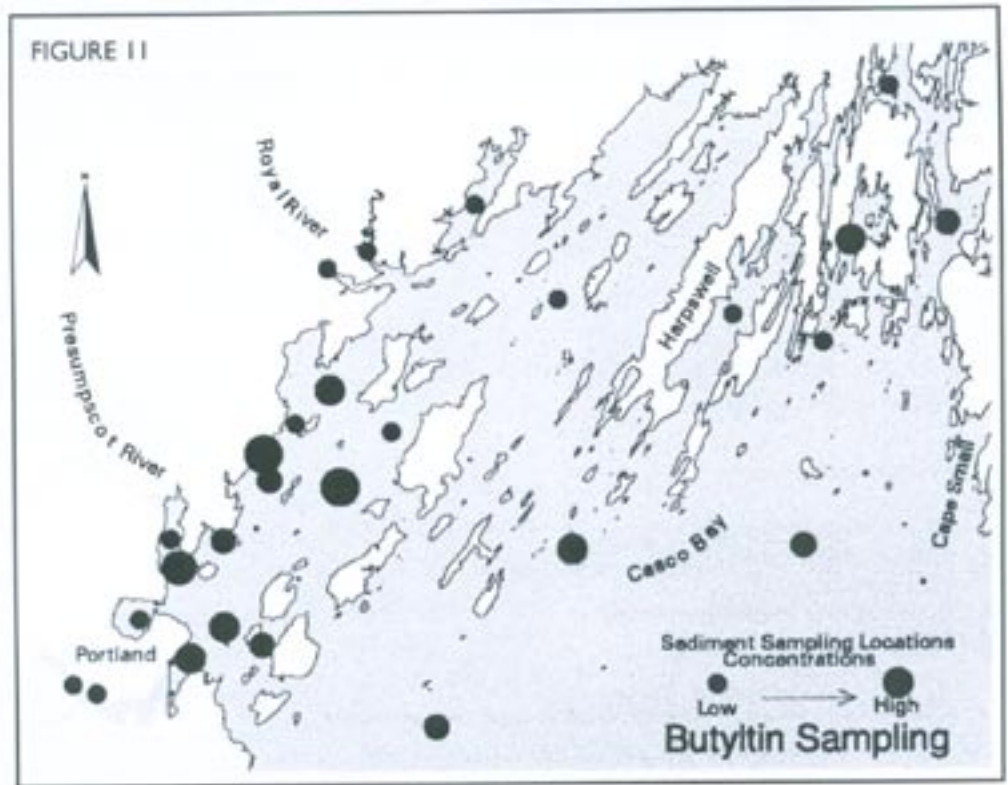 FIGURE 11
Royal River
Presumpscot River
Harpswell
Cape Small
Casco Bay
Portland
Sediment Sampling Locations
Concentrations
Low
High
Butyltin Sampling